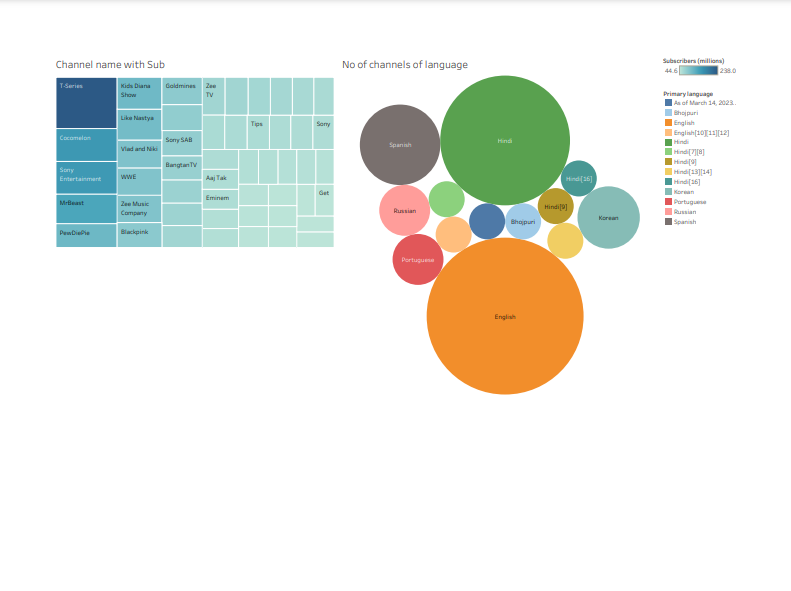 Channel name with Sub
T-Series
Cocomelon
Sony
Entertainment
MrBeast
PewDiePie
Kids Diana
Show
Like Nastya
Vlad and Niki
WWE
Zee Music
Company
Blackpink
Goldmines
Sony SAB
BangtanTV
Zee
TV
Aaj Tak
Eminem
Tips
Sony
Get
No of channels of language
Spanish
Hindi
Hindi[16]
Russian
Hindi[9]
Korean
Bhojpuri
Portuguese
English
Subscribers (millions)
44.6 238.0
Primary language
As of March 14, 2023..
Bhojpuri
English
English[10][11][12]
Hindi
Hindi[7][8]
Hindi[9]
Hindi[13][14]
Hindi[16]
Korean
Portuguese
Russian
Spanish